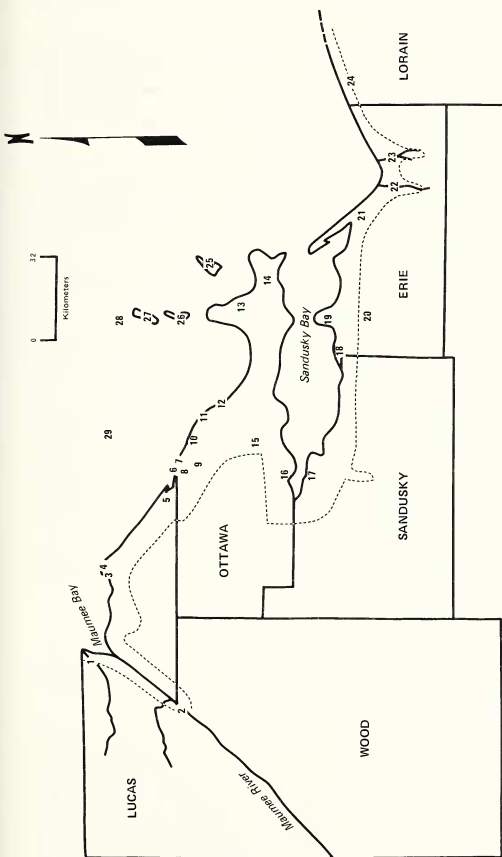 N
0 32
Kilometers
LUCAS
Maumee Bay
Maumee River
WOOD
OTTAWA
SANDUSKY
Sandusky Bay
ERIE
LORAIN
1
2
3
4
5
6
7
8
9
10
11
12
13
14
15
16
17
18
19
20
21
22
23
24
25
26
27
28
29